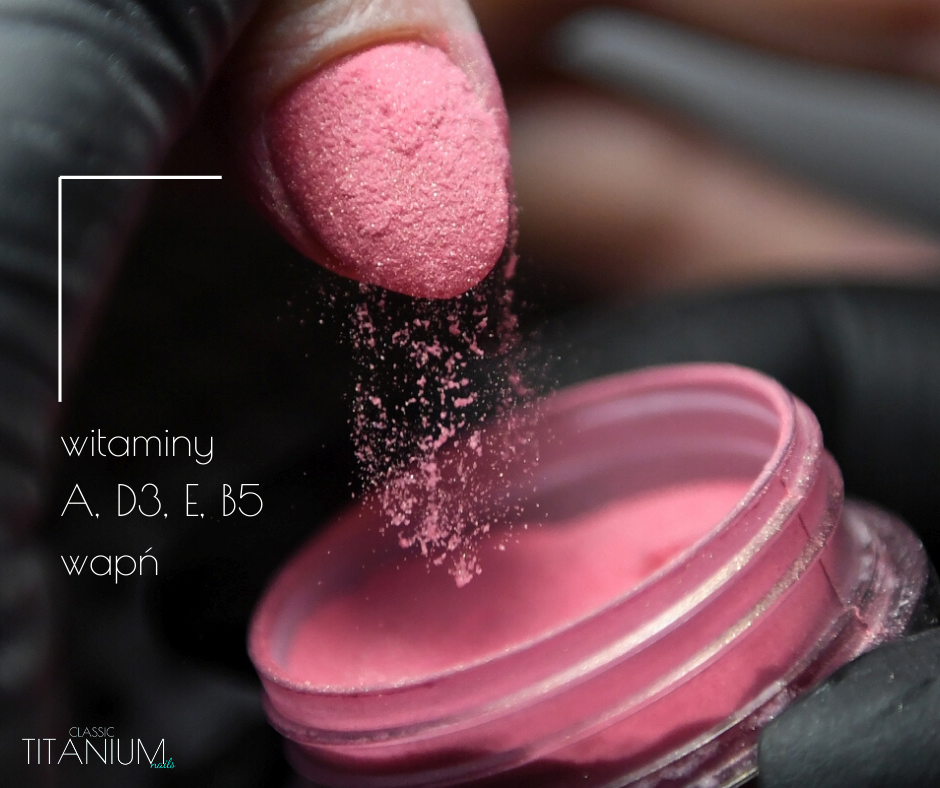 witaminy
A, D3, E, B5
wapń
CLASSIC
TITANIUM
nails